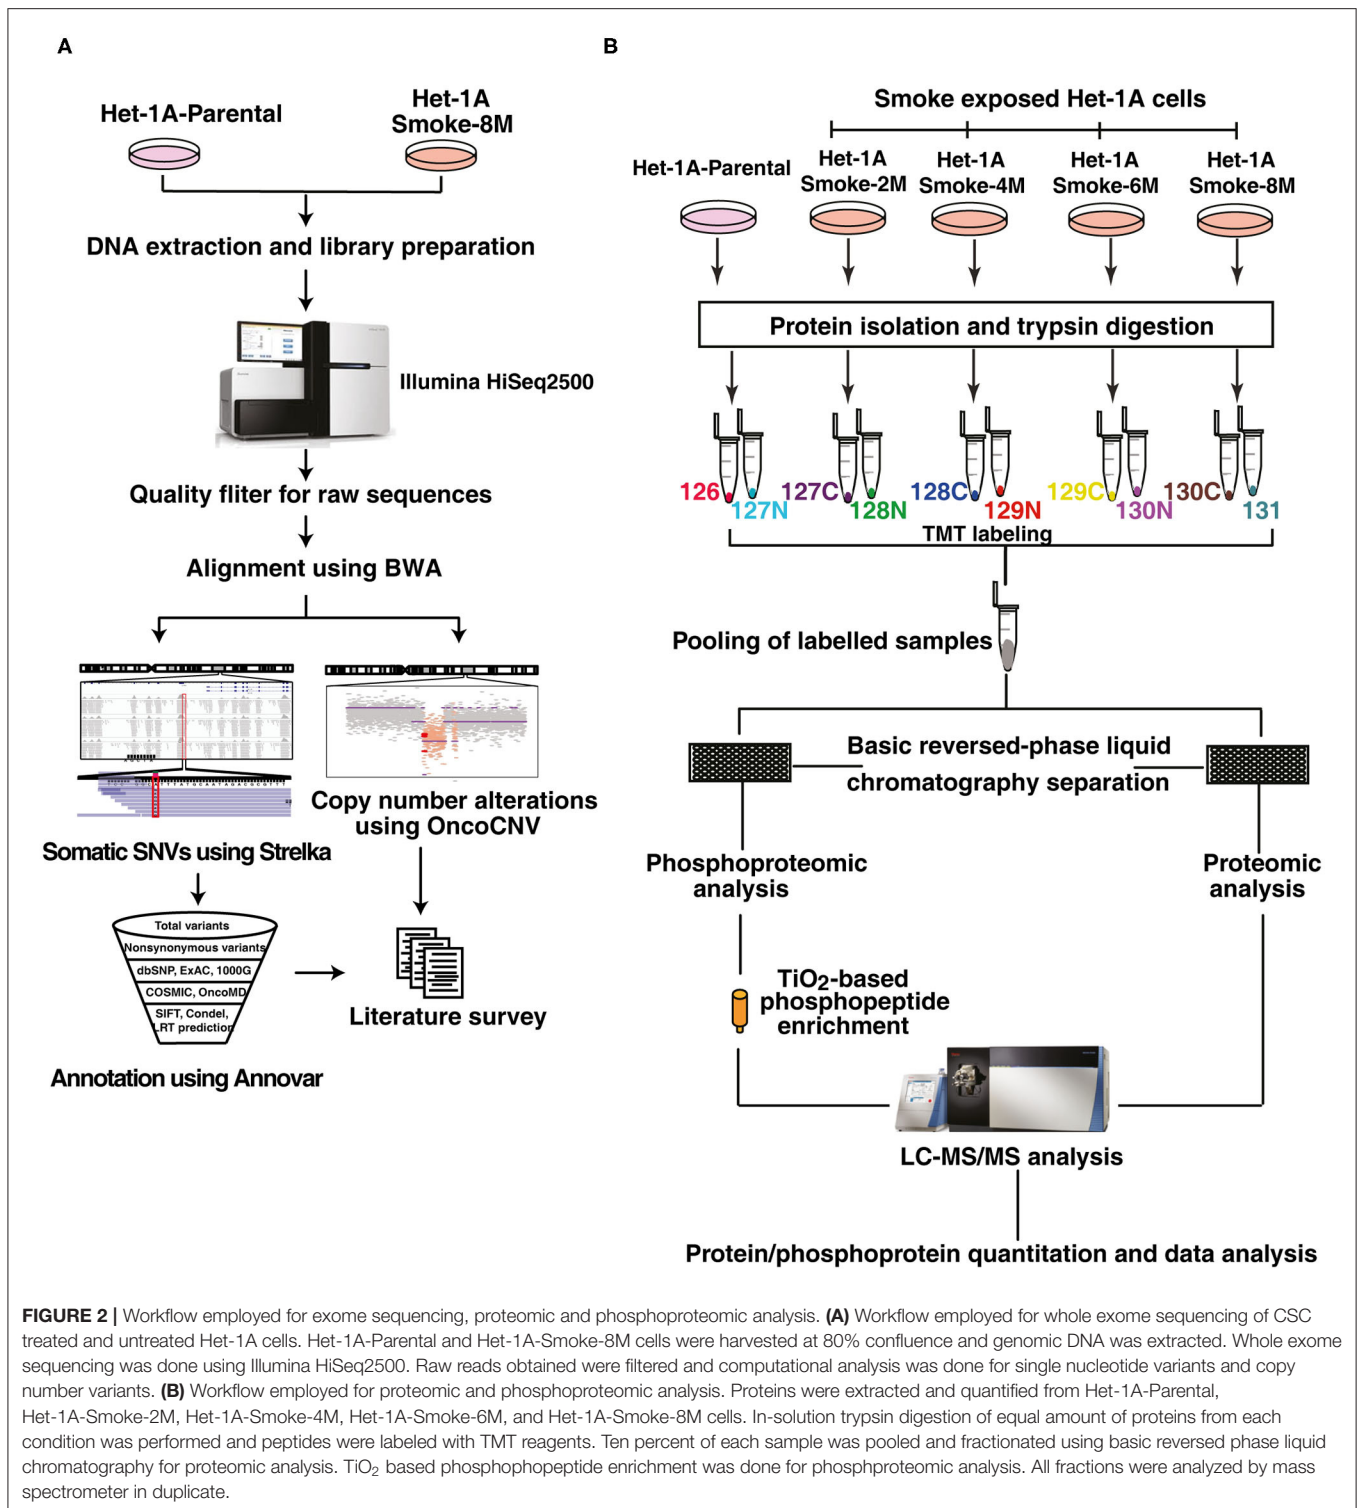 A
Het-1A-Parental
Het-1A
Smoke-8M
DNA extraction and library preparation
Illumina HiSeq2500
Quality fliter for raw sequences
Alignment using BWA
Somatic SNVs using Strelka
Copy number alterations
using OncoCNV
Total variants
Nonsynonymous variants
dbSNP, ExAC, 1000G
COSMIC, OncoMD
SIFT, Condel,
LRT prediction
Annotation using Annovar
Literature survey
B
Smoke exposed Het-1A cells
Het-1A-Parental
Het-1A
Smoke-2M
Het-1A
Smoke-4M
Het-1A
Smoke-6M
Het-1A
Smoke-8M
Protein isolation and trypsin digestion
126
127N
127C
128N
128C
129N
129C
130N
130C
131
TMT labeling
Pooling of labelled samples
Basic reversed-phase liquid
chromatography separation
Phosphoproteomic
analysis
Proteomic
analysis
TiO2-based
phosphopeptide
enrichment
LC-MS/MS analysis
Protein/phosphoprotein quantitation and data analysis
FIGURE 2 | Workflow employed for exome sequencing, proteomic and phosphoproteomic analysis. (A) Workflow employed for whole exome sequencing of CSC
treated and untreated Het-1A cells. Het-1A-Parental and Het-1A-Smoke-8M cells were harvested at 80% confluence and genomic DNA was extracted. Whole exome
sequencing was done using Illumina HiSeq2500. Raw reads obtained were filtered and computational analysis was done for single nucleotide variants and copy
number variants. (B) Workflow employed for proteomic and phosphoproteomic analysis. Proteins were extracted and quantified from Het-1A-Parental,
Het-1A-Smoke-2M, Het-1A-Smoke-4M, Het-1A-Smoke-6M, and Het-1A-Smoke-8M cells. In-solution trypsin digestion of equal amount of proteins from each
condition was performed and peptides were labeled with TMT reagents. Ten percent of each sample was pooled and fractionated using basic reversed phase liquid
chromatography for proteomic analysis. TiO2 based phosphophopeptide enrichment was done for phosphproteomic analysis. All fractions were analyzed by mass
spectrometer in duplicate.